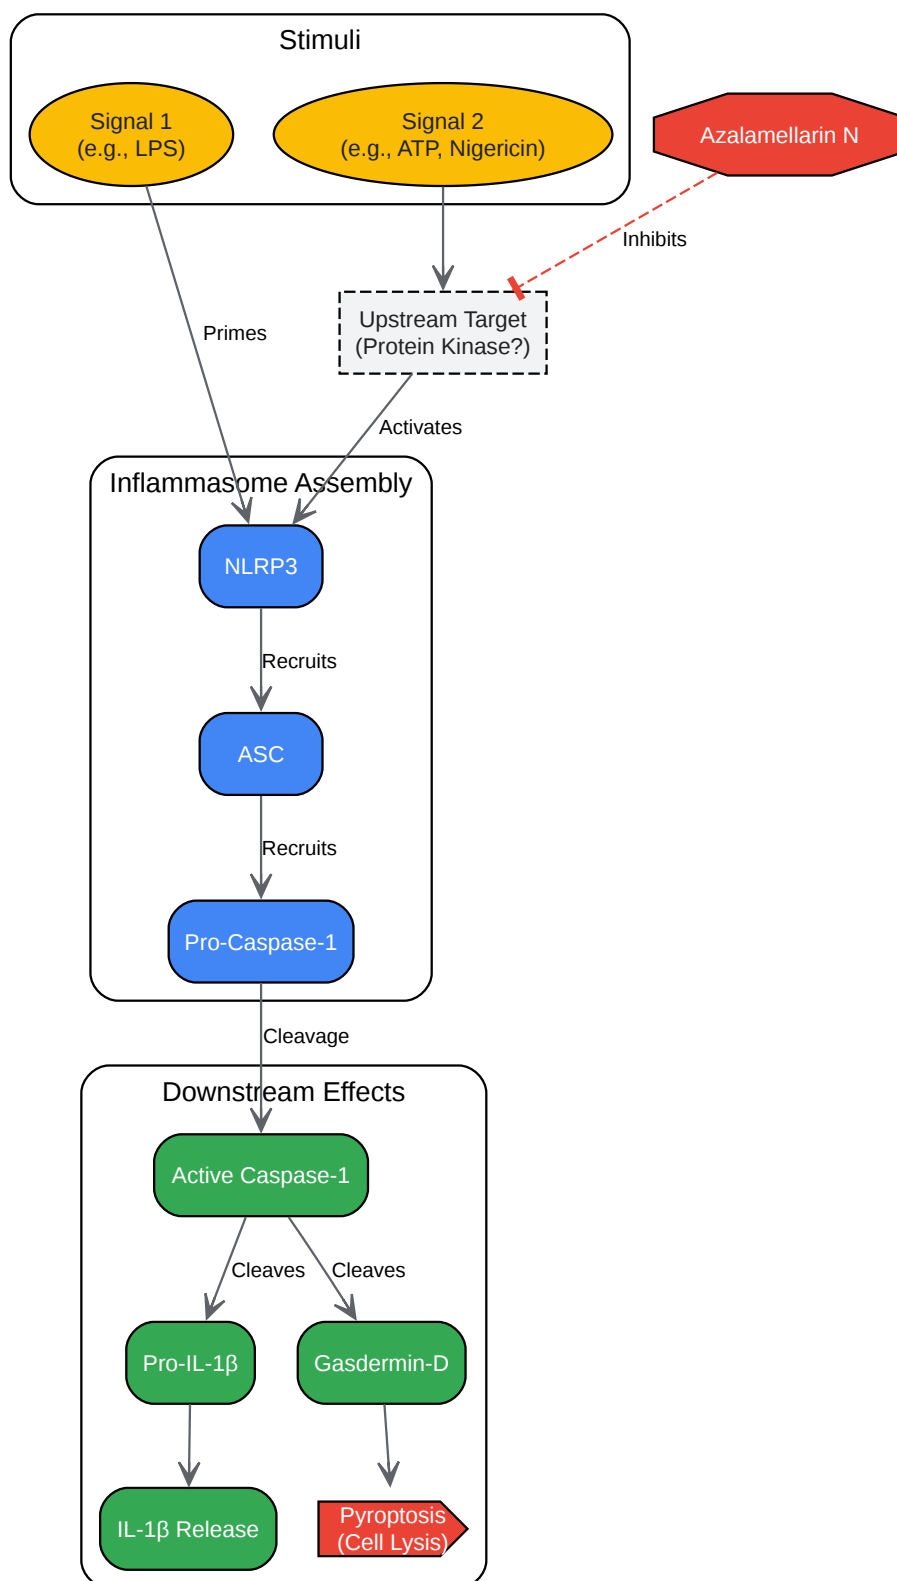 Stimuli
Signal 1
(e.g., LPS)
Signal 2
(e.g., ATP, Nigericin)
Azalamellarin N
Inhibits
Upstream Target
(Protein Kinase?)
Primes
Activates
Inflammasome Assembly
NLRP3
Recruits
ASC
Recruits
Pro-Caspase-1
Cleavage
Downstream Effects
Active Caspase-1
Cleaves
Cleaves
Pro-IL-1β
Gasdermin-D
IL-1β Release
Pyroptosis
(Cell Lysis)